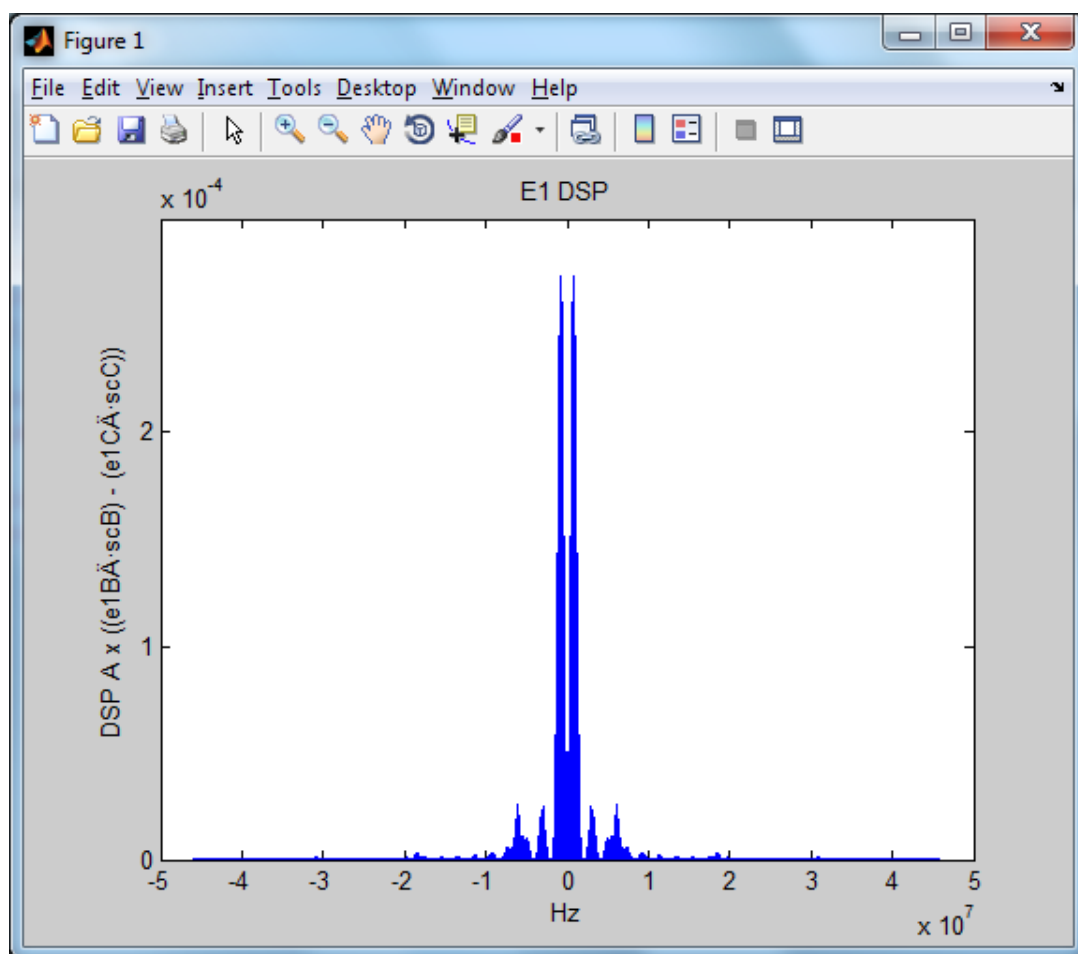 Figure 1
File Edit View Insert Tools Desktop Window Help
x 10^-4
E1 DSP
DSP A x ((e1BÄ·scB) - (e1CÄ·scC))
2
1
0
-5 -4 -3 -2 -1 0 1 2 3 4 5
Hz
x 10^7